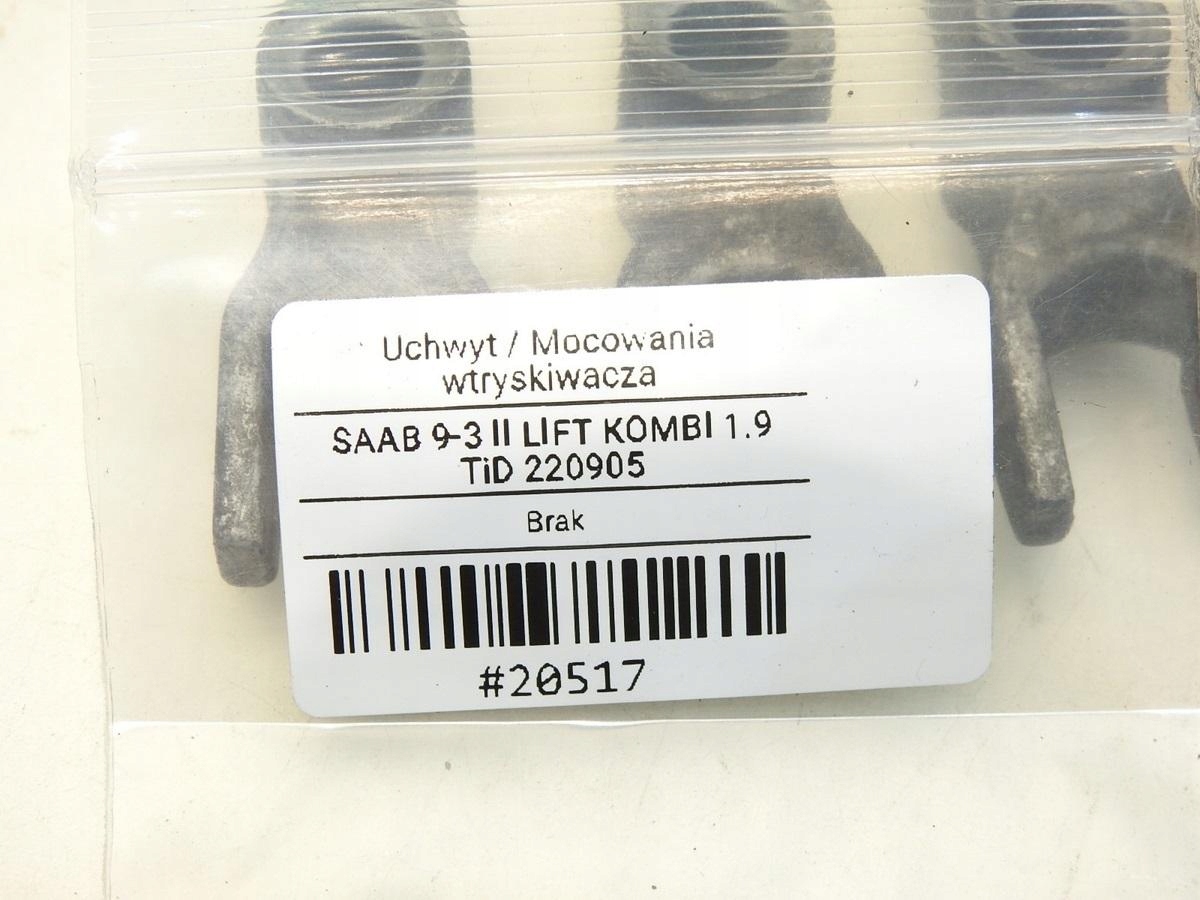 Uchwyt / Mocowania
wtryskiwacza
SAAB 9-3 II LIFT KOMBI 1.9
TiD 220905
Brak
#20517